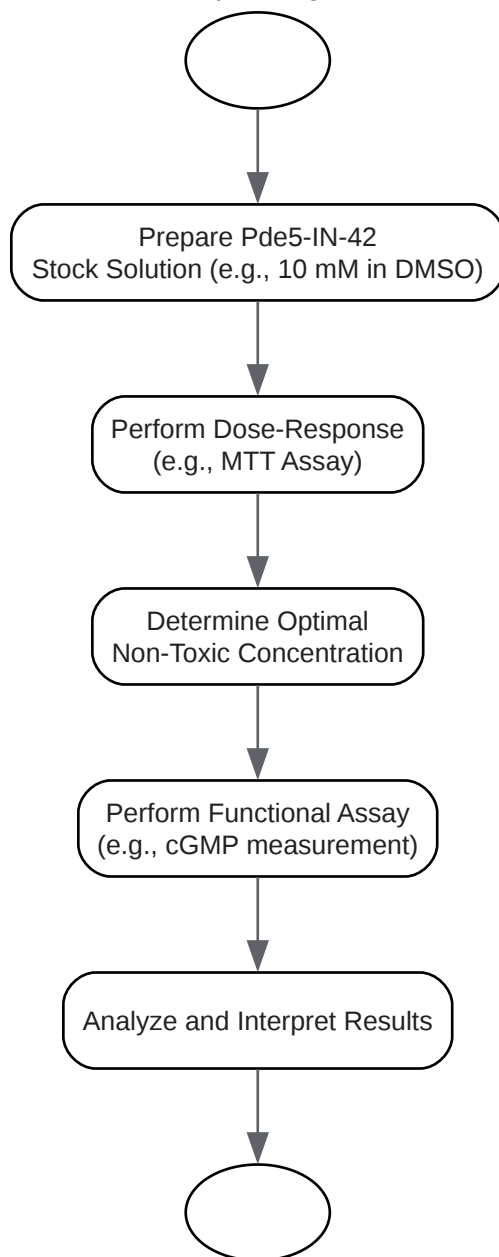 Prepare Pde5-IN-42
Stock Solution (e.g., 10 mM in DMSO)
Perform Dose-Response
(e.g., MTT Assay)
Determine Optimal
Non-Toxic Concentration
Perform Functional Assay
(e.g., cGMP measurement)
Analyze and Interpret Results